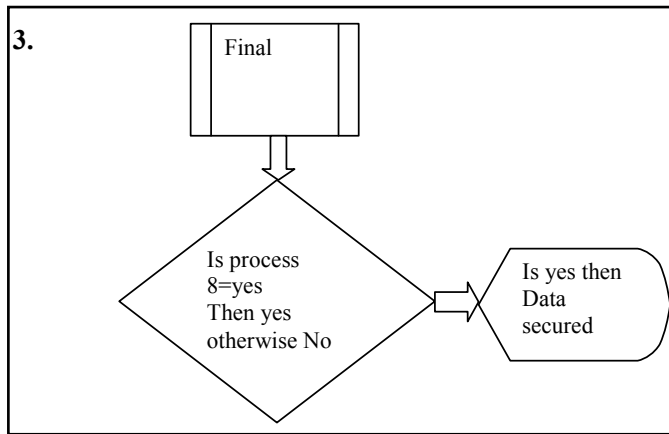 3.
Final
Is process
8=yes
Then yes
otherwise No
Is yes then
Data
secured